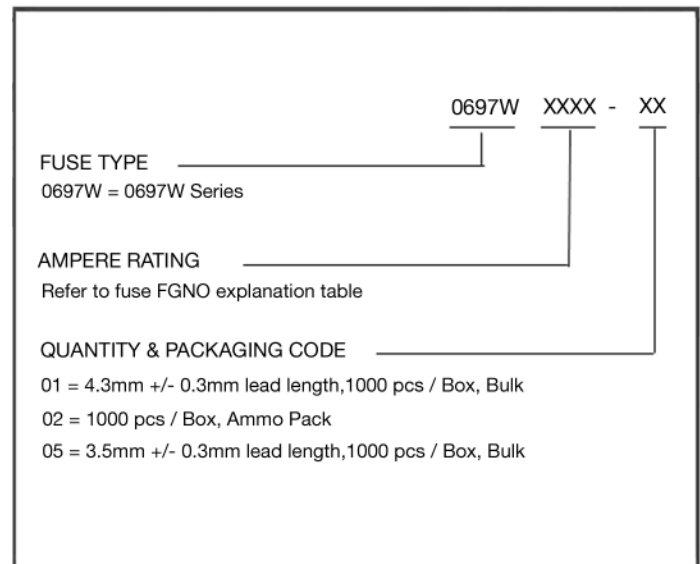 0697W XXXX - XX
FUSE TYPE
0697W = 0697W Series
AMPERE RATING
Refer to fuse FGNO explanation table
QUANTITY & PACKAGING CODE
01 = 4.3mm +/- 0.3mm lead length,1000 pcs / Box, Bulk
02 = 1000 pcs / Box, Ammo Pack
05 = 3.5mm +/- 0.3mm lead length,1000 pcs / Box, Bulk